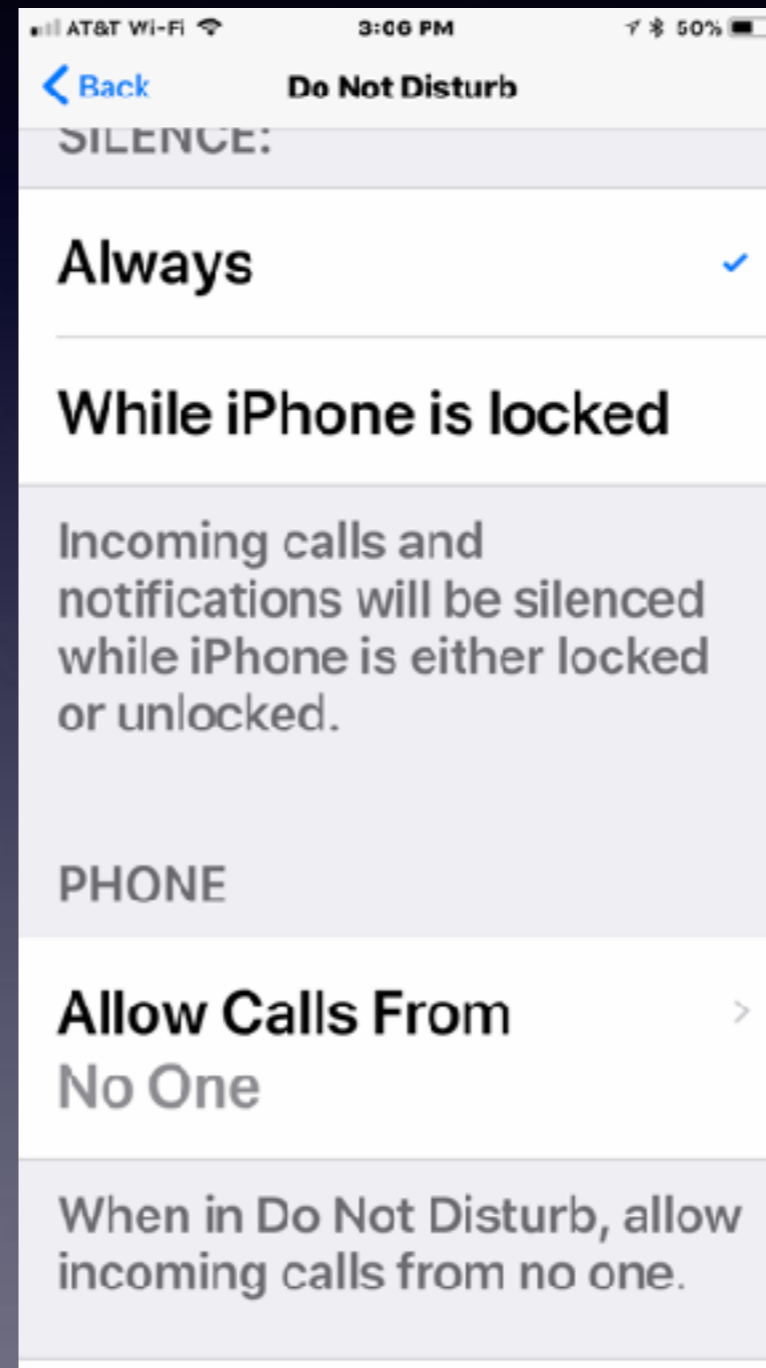 AT&T Wi-Fi 3:06 PM 50%
Back Do Not Disturb
SILENCE:
Always
While iPhone is locked
Incoming calls and
notifications will be silenced
while iPhone is either locked
or unlocked.
PHONE
Allow Calls From
No One
When in Do Not Disturb, allow
incoming calls from no one.